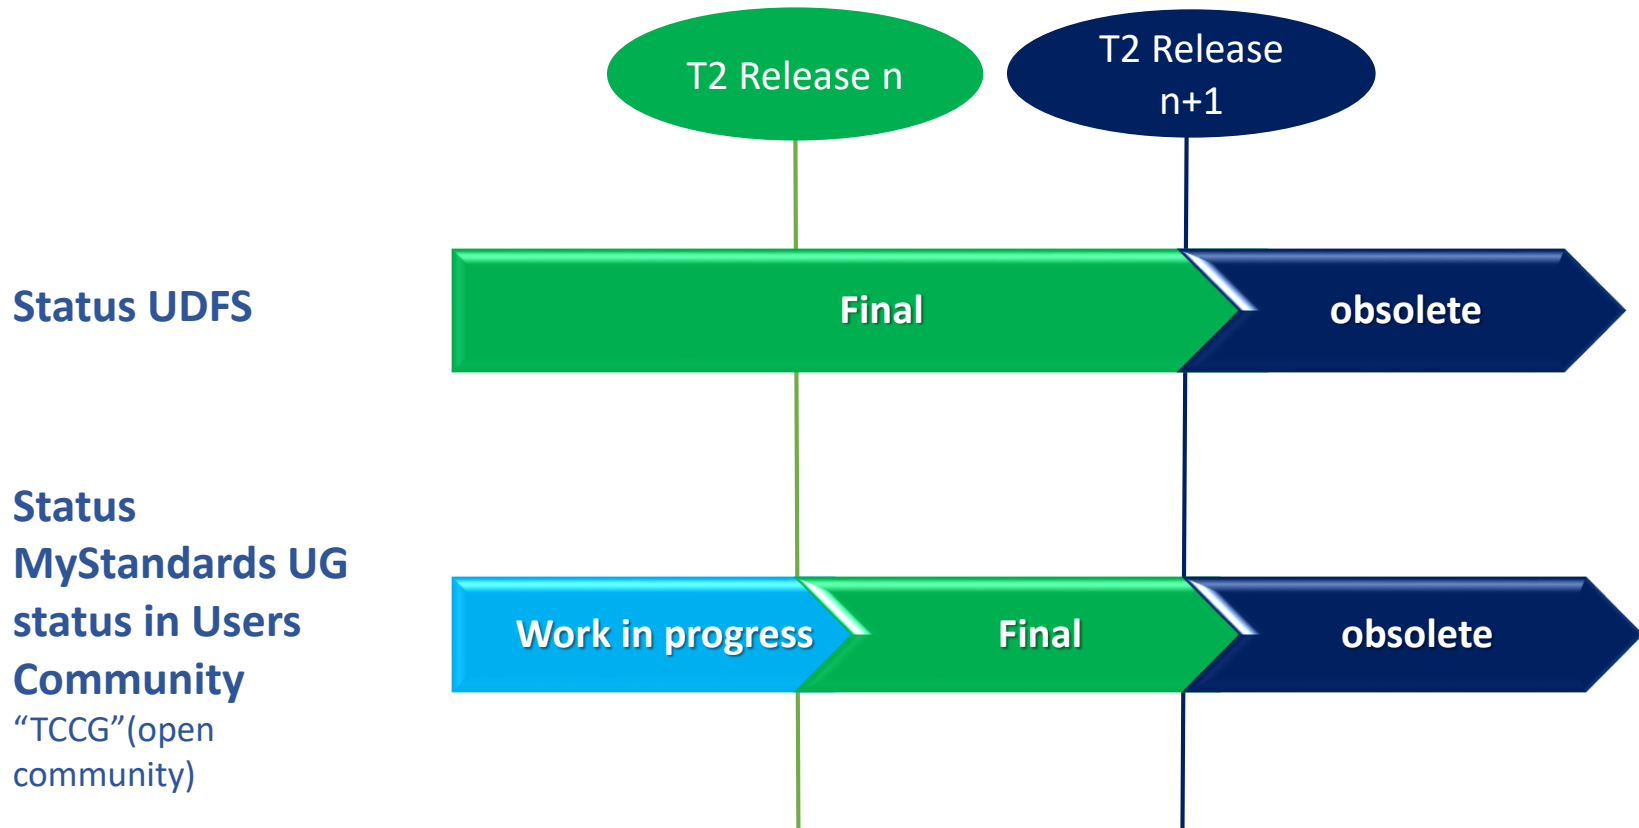 T2 Release n
T2 Release
n+1
Status UDFS
Final
obsolete
Status
MyStandards UG
status in Users
Community
“TCCG”(open
community)
Work in progress
Final
obsolete